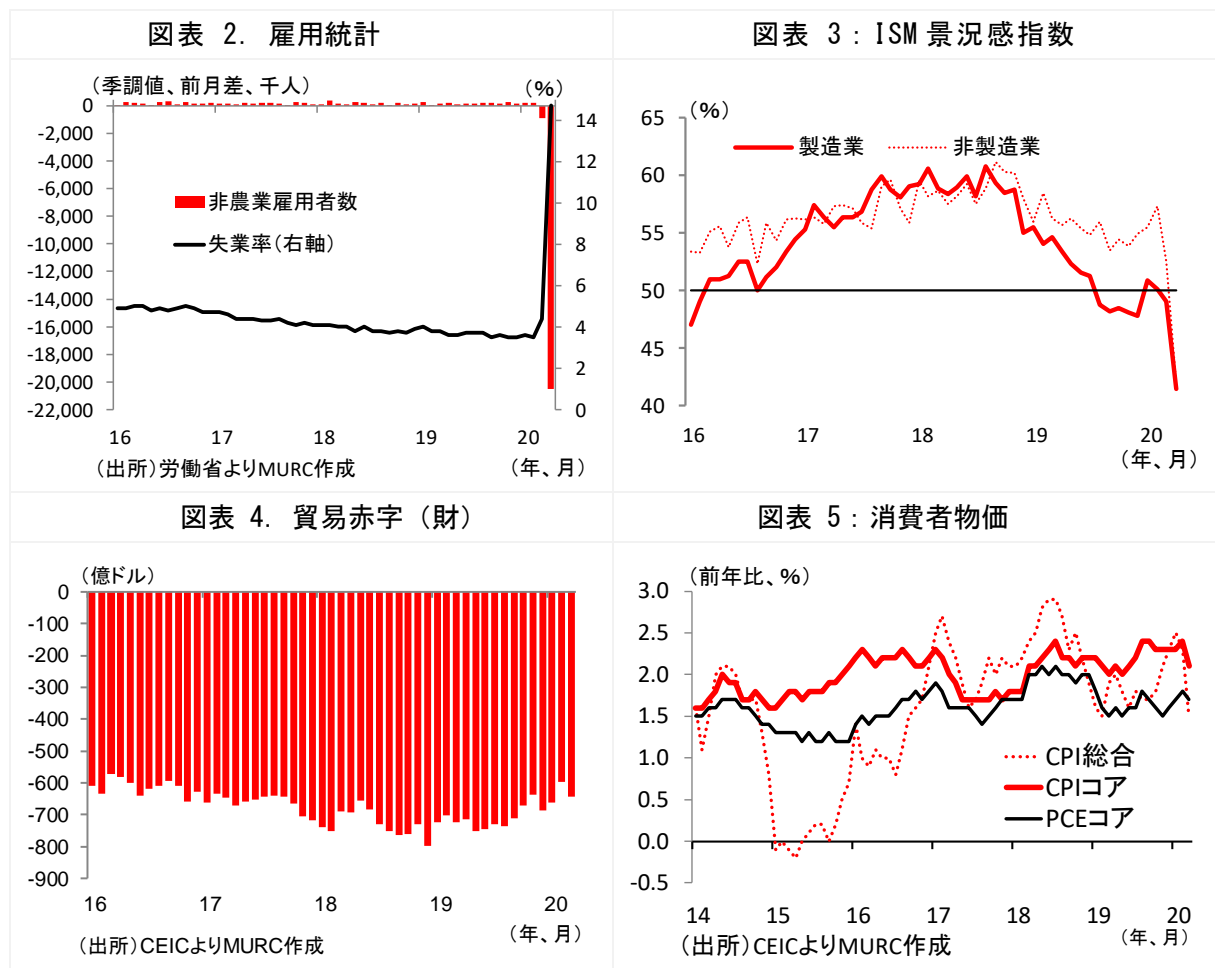 図表 2. 雇用統計
（季調値、前月差、千人）
（%）
0
-2,000
-4,000
-6,000
-8,000
-10,000
-12,000
-14,000
-16,000
-18,000
-20,000
-22,000
14
12
10
8
6
4
2
0
非農業雇用者数
失業率（右軸）
16 17 18 19 20
（年、月）
（出所）労働省よりMURC作成
図表 3：ISM 景況感指数
（%）
65
60
55
50
45
40
製造業
非製造業
16 17 18 19 20
（年、月）
図表 4. 貿易赤字（財）
（億ドル）
0
-100
-200
-300
-400
-500
-600
-700
-800
-900
16 17 18 19 20
（年、月）
（出所）CEICよりMURC作成
図表 5：消費者物価
（前年比、%）
3.0
2.5
2.0
1.5
1.0
0.5
0.0
-0.5
CPI総合
CPIコア
PCEコア
14 15 16 17 18 19 20
（年、月）
（出所）CEICよりMURC作成